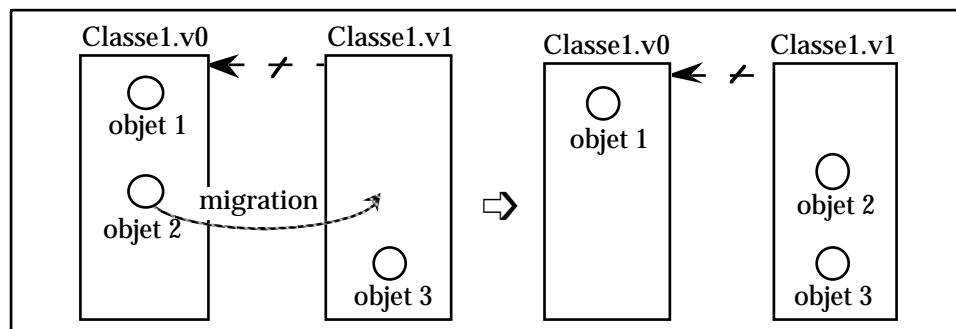 Classe1.v0 Classe1.v1 Classe1.v0 Classe1.v1
objet 1 objet 1
migration
objet 2 objet 2
objet 3 objet 3